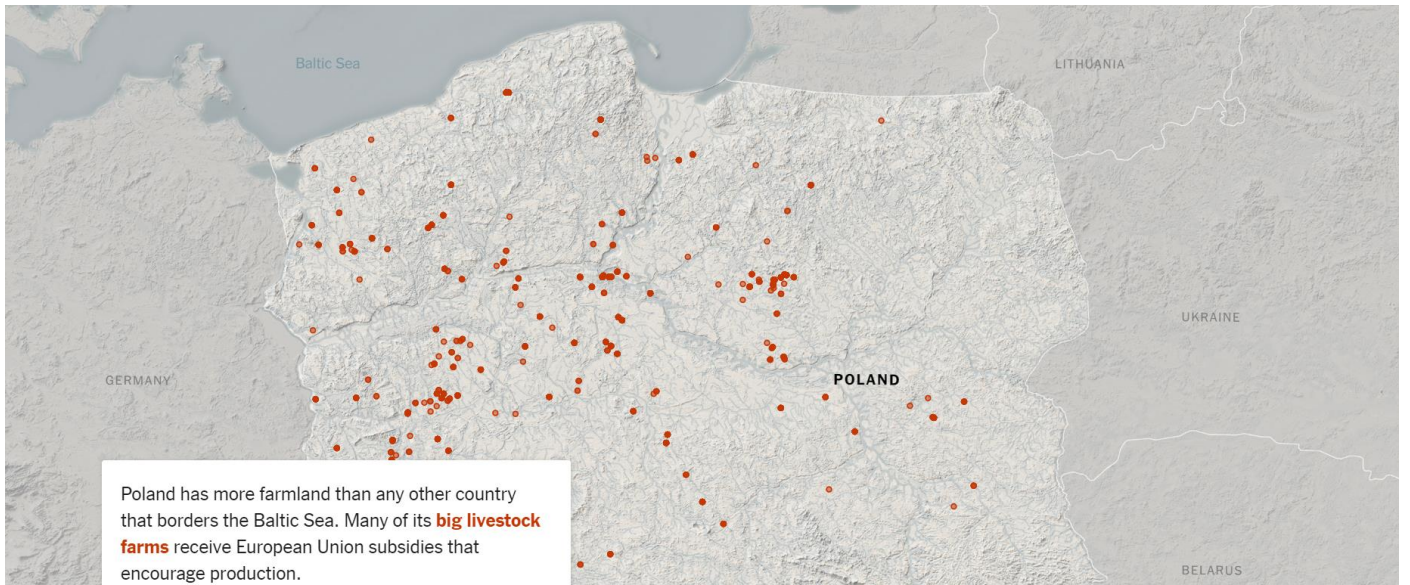 Baltic Sea
LITHUANIA
UKRAINE
GERMANY
POLAND
Poland has more farmland than any other country
that borders the Baltic Sea. Many of its big livestock
farms receive European Union subsidies that
encourage production.
BELARUS